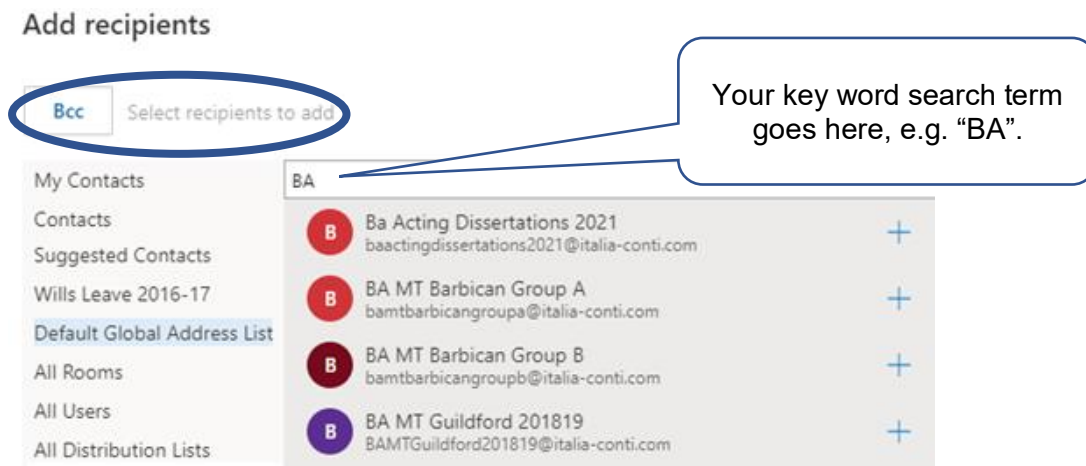 Add recipients
Your key word search term
goes here, e.g. “BA”.
Bcc
Select recipients to add
My Contacts
Contacts
Suggested Contacts
Wills Leave 2016-17
Default Global Address List
All Rooms
All Users
All Distribution Lists
BA
B
Ba Acting Dissertations 2021
baactingdissertations2021@italia-conti.com
B
BA MT Barbican Group A
bamtbarbicangroupa@italia-conti.com
B
BA MT Barbican Group B
bamtbarbicangroupb@italia-conti.com
B
BA MT Guildford 201819
BAMTGuildford201819@italia-conti.com